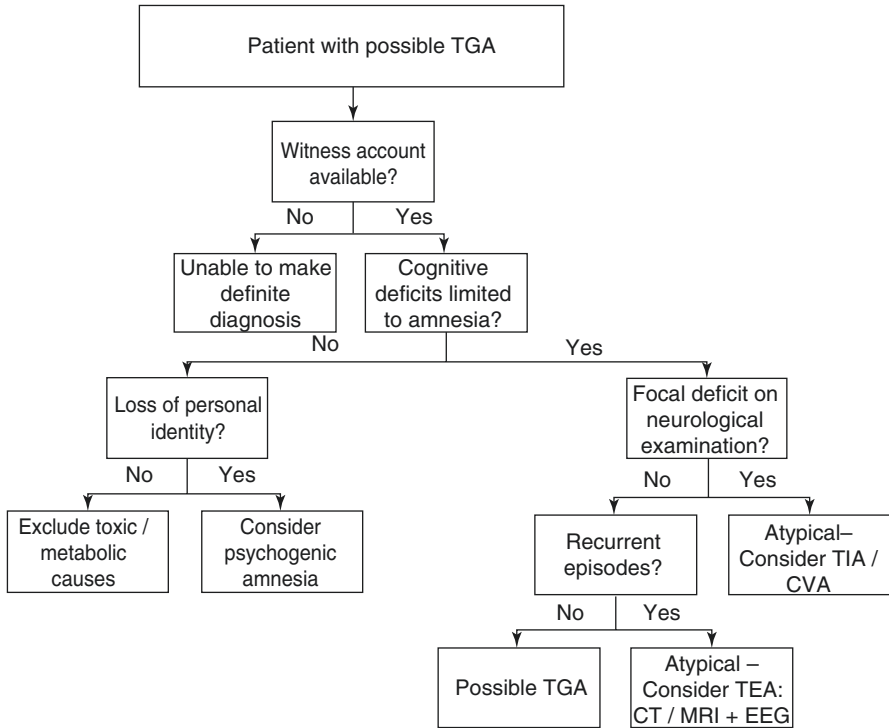 Patient with possible TGA
Witness account
available?
No
Yes
Unable to make
definite
diagnosis
Cognitive
deficits limited
to amnesia?
No
Yes
Loss of personal
identity?
Focal deficit on
neurological
examination?
No
Yes
No
Yes
Exclude toxic /
metabolic
causes
Consider
psychogenic
amnesia
Recurrent
episodes?
Atypical–
Consider TIA /
CVA
No
Yes
Possible TGA
Atypical –
Consider TEA:
CT / MRI + EEG